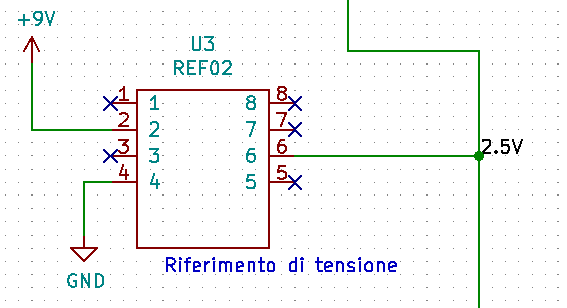 +9V
U3
REF02
1 1 8 8
2 2 7 7
3 3 6 6 2.5V
4 4 5 5
GND
Riferimento di tensione